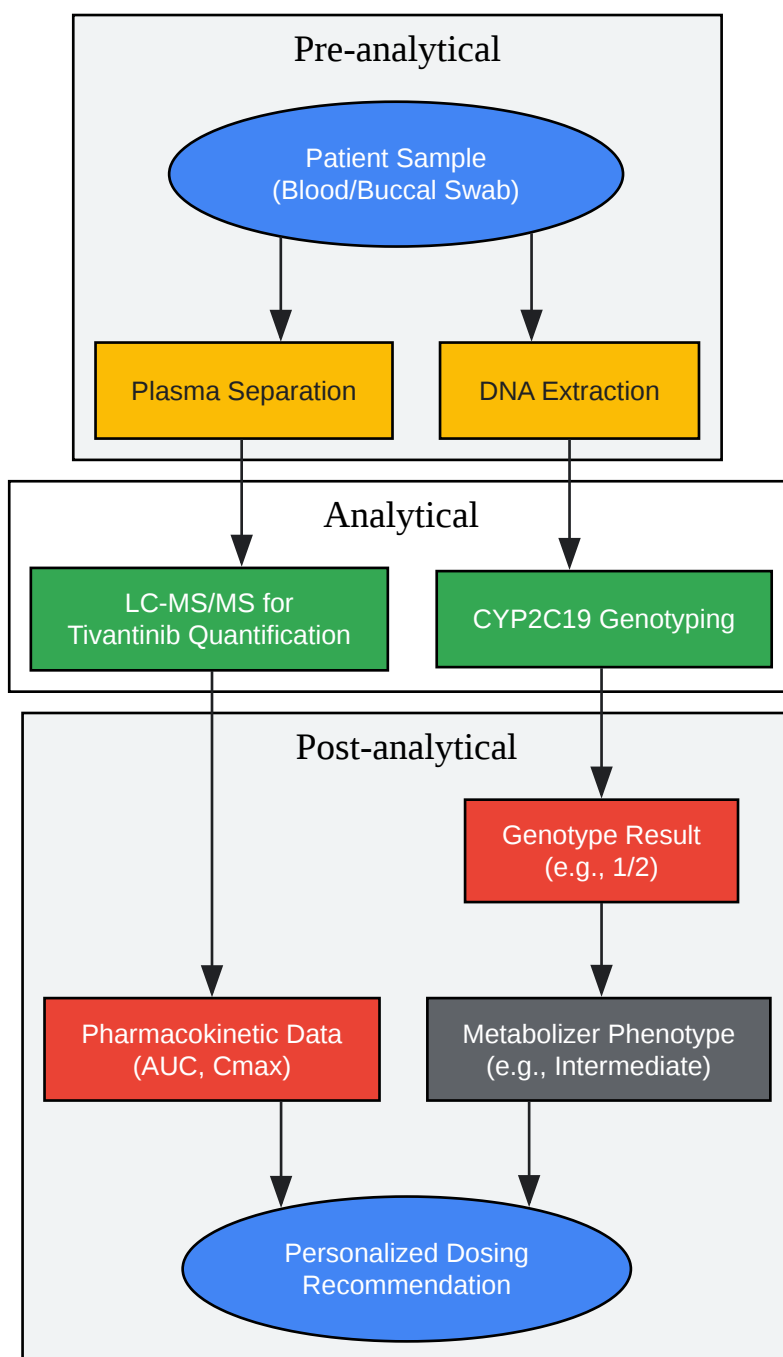 Pre-analytical
Patient Sample
(Blood/Buccal Swab)
Plasma Separation
DNA Extraction
Analytical
LC-MS/MS for
Tivantinib Quantification
CYP2C19 Genotyping
Post-analytical
Genotype Result
(e.g., 1/2)
Pharmacokinetic Data
(AUC, Cmax)
Metabolizer Phenotype
(e.g., Intermediate)
Personalized Dosing
Recommendation